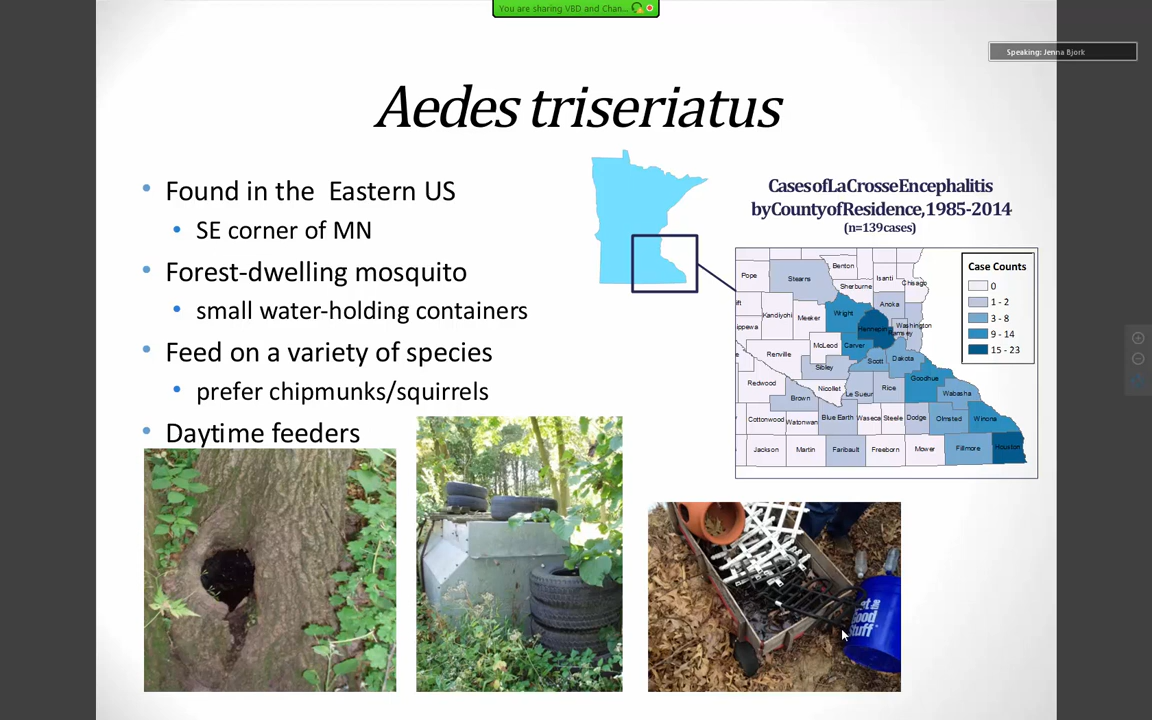 You are sharing VBD and Chan...
Speaking: Jenna Bjork
Aedes triseriatus
• Found in the Eastern US
• SE corner of MN
• Forest-dwelling mosquito
• small water-holding containers
• Feed on a variety of species
• prefer chipmunks/squirrels
• Daytime feeders
Cases of La Crosse Encephalitis
by County of Residence, 1985-2014
(n=139 cases)
Case Counts
0
1 - 2
3 - 8
9 - 14
15 - 23
Pope
Stearns
Benton
Isanti
Chisago
Sherburne
Anoka
Kandiyohi
Meeker
Wright
Hennepin
Washington
Ramsey
ippewa
Renville
McLeod
Carver
Scott
Dakota
Sibley
Redwood
Nicollet
Le Sueur
Rice
Goodhue
Wabasha
Brown
Cottonwood
Watonwan
Blue Earth
Waseca
Steele
Dodge
Olmsted
Winona
Jackson
Martin
Faribault
Freeborn
Mower
Fillmore
Houston
Good
Stuff